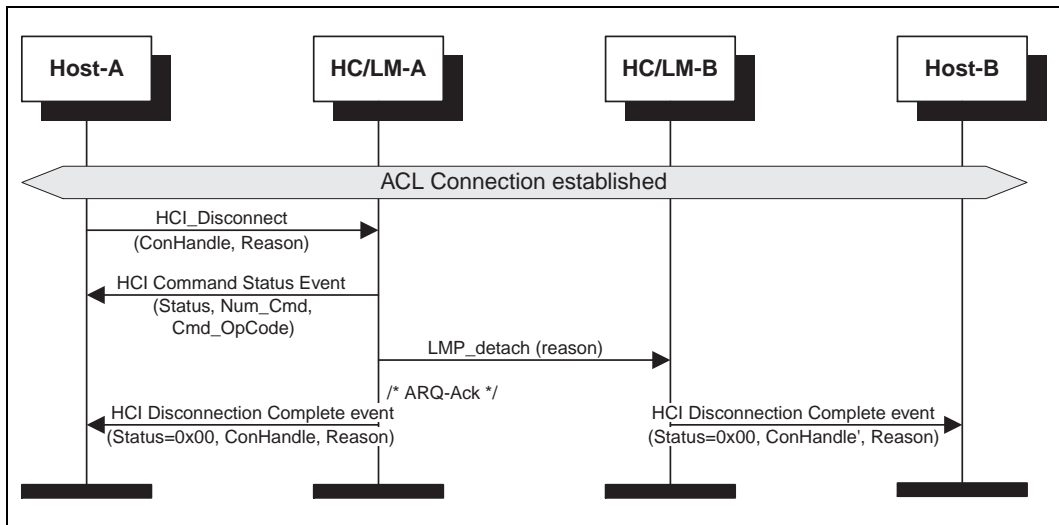 Host-A
HC/LM-A
HC/LM-B
Host-B
ACL Connection established
HCI_Disconnect
(ConHandle, Reason)
HCI Command Status Event
(Status, Num_Cmd,
Cmd_OpCode)
LMP_detach (reason)
/* ARQ-Ack */
HCI Disconnection Complete event
(Status=0x00, ConHandle, Reason)
HCI Disconnection Complete event
(Status=0x00, ConHandle', Reason)